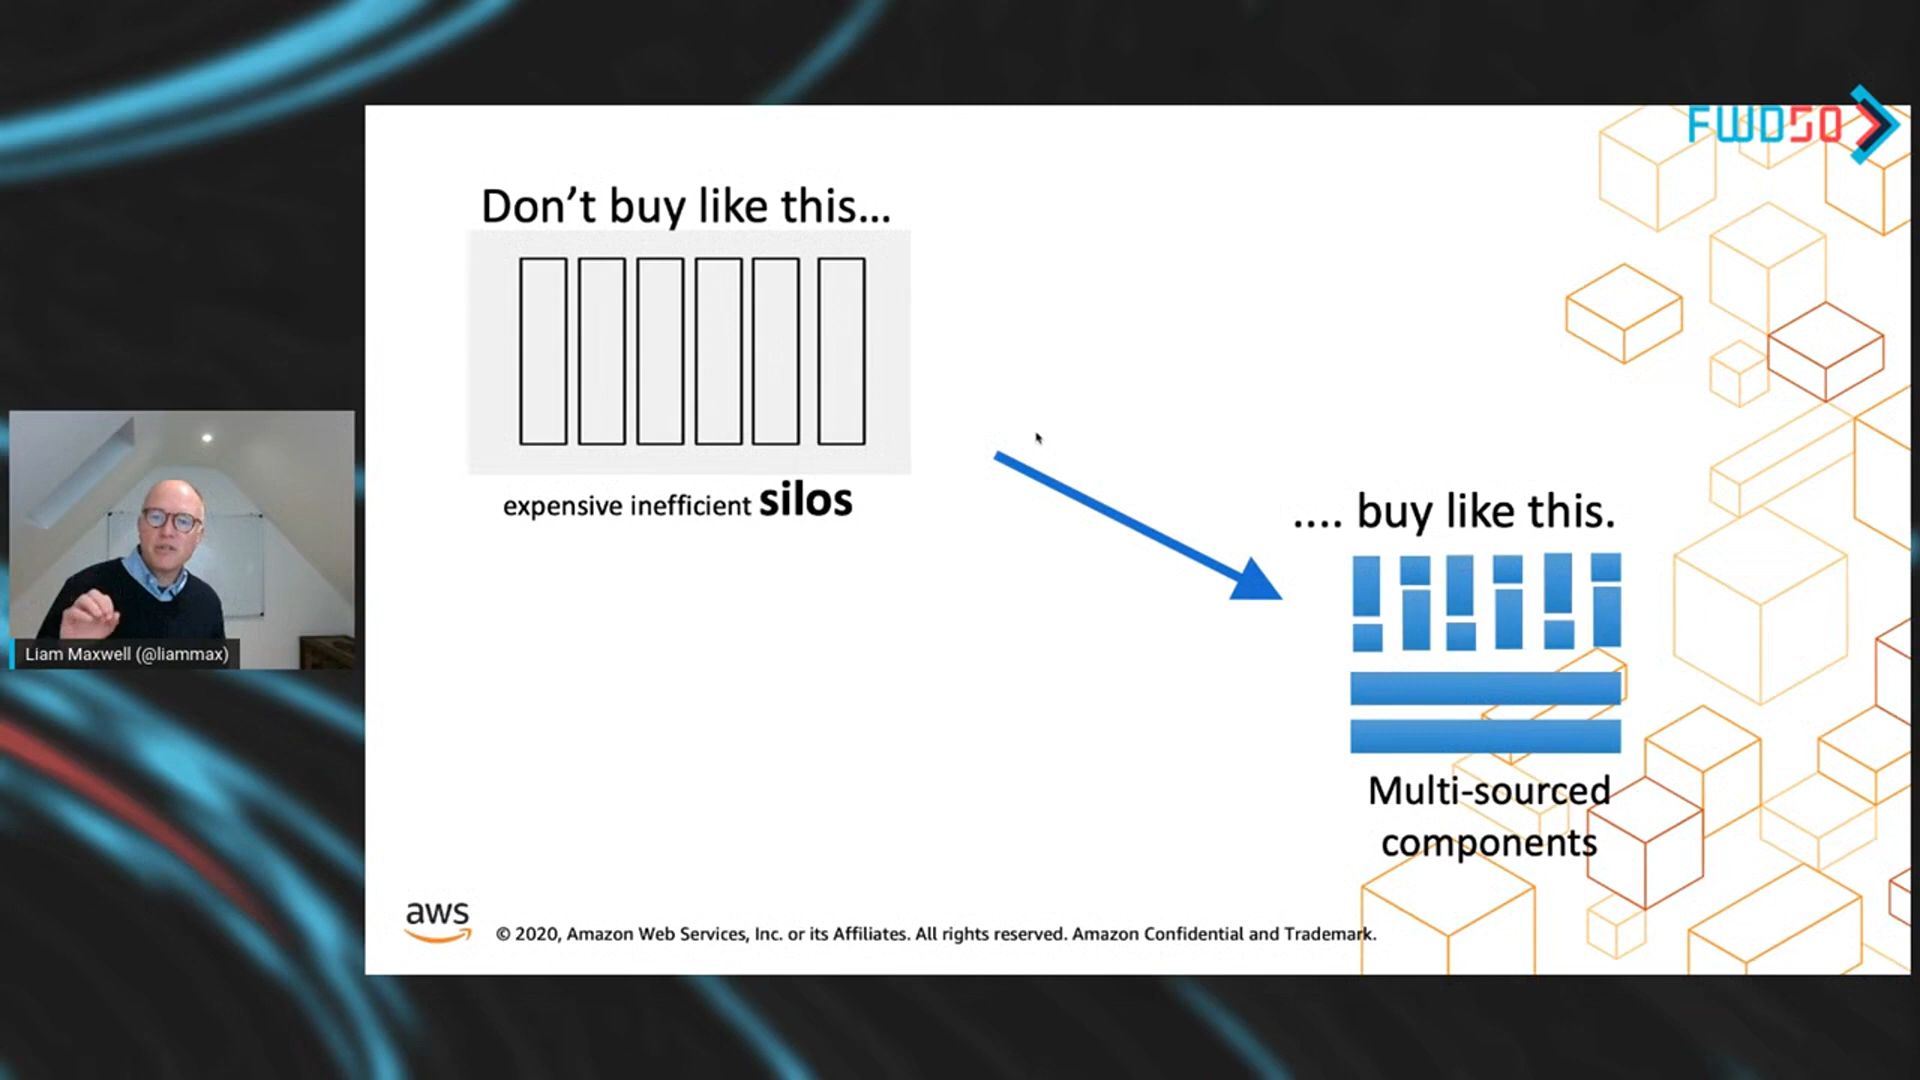 FWD50
Don’t buy like this...
expensive inefficient silos
.... buy like this.
Multi-sourced
components
Liam Maxwell (@liammax)
aws
© 2020, Amazon Web Services, Inc. or its Affiliates. All rights reserved. Amazon Confidential and Trademark.